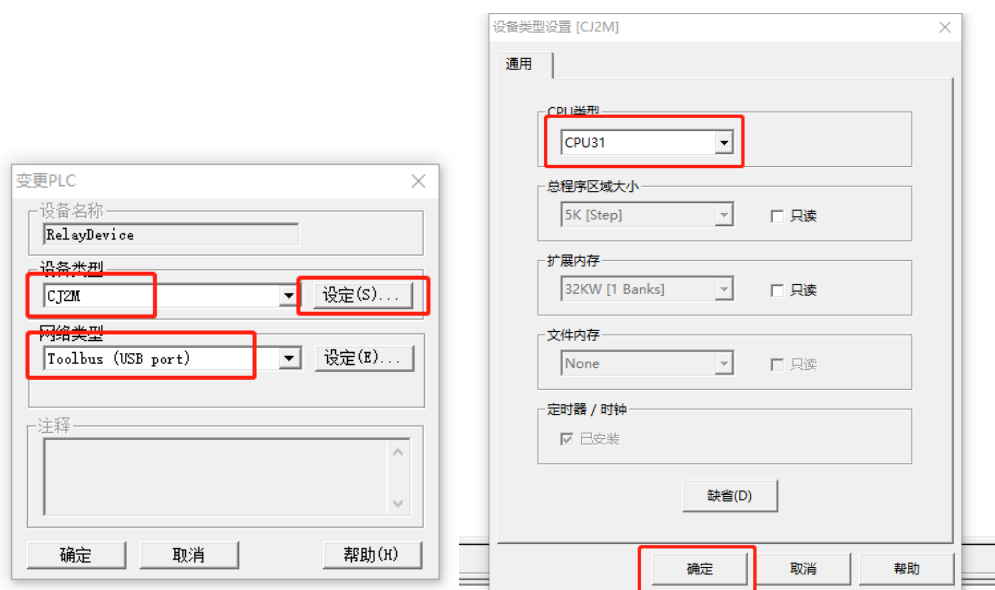 变更PLC
设备名称
RelayDevice
设备类型
CJ2M
设定(S)...
网络类型
Toolbus (USB port)
设定(E)...
注释
确定
取消
帮助(H)
设备类型设置 [CJ2M]
通用
CPU类型
CPU31
总程序区域大小
5K [Step]
只读
扩展内存
32KW [1 Banks]
只读
文件内存
None
只读
定时器 / 时钟
已安装
缺省(D)
确定
取消
帮助